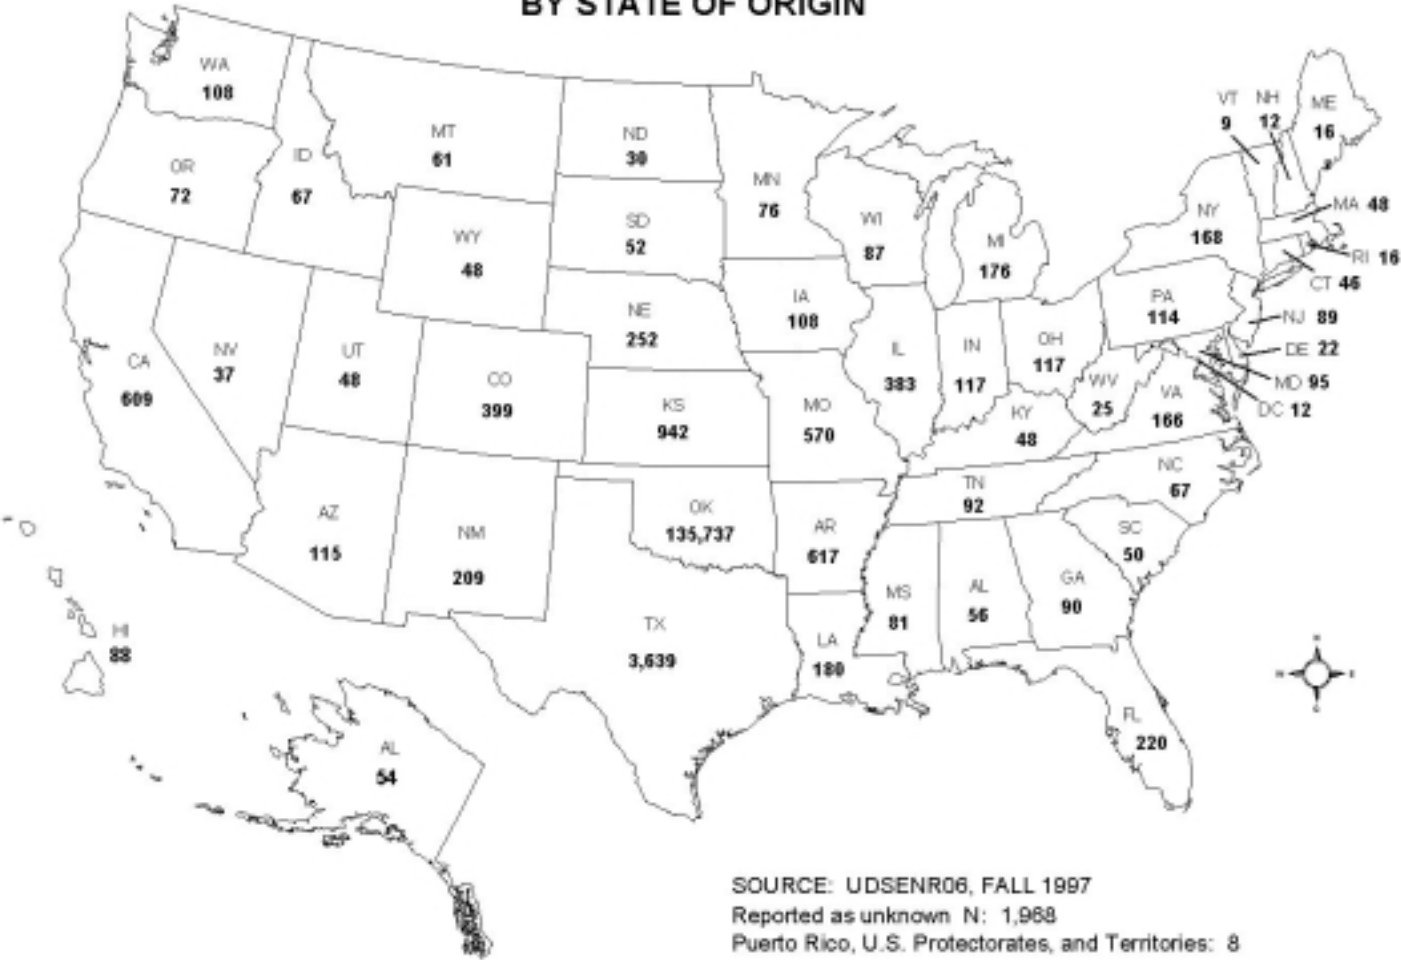 BY STATE OF ORIGIN
WA
108
MT
61
ND
30
VT
9
NH
12
ME
16
OR
72
ID
67
MN
76
WY
48
SD
52
WI
87
MI
176
NY
168
MA 48
RI 16
CT 46
NE
252
IA
108
PA
114
NJ 89
CA
609
NV
37
UT
48
CO
399
KS
942
MO
570
IL
383
IN
117
OH
117
WV
25
VA
166
DE 22
MD 95
DC 12
KY
48
AZ
115
NM
209
OK
135,737
AR
617
TN
92
NC
67
SC
50
MS
81
AL
56
GA
90
HI
88
TX
3,639
LA
180
FL
220
AL
54
SOURCE: UDSENR06, FALL 1997
Reported as unknown N: 1,968
Puerto Rico, U.S. Protectorates, and Territories: 8